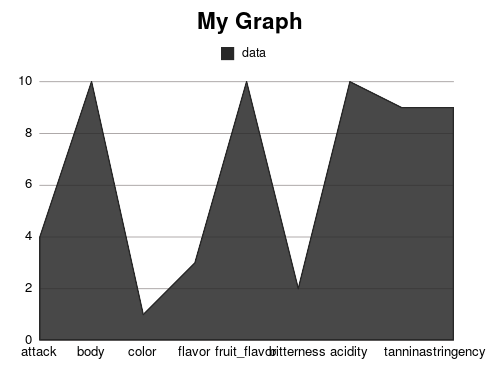 My Graph
data
10
8
6
4
2
0
attack body color flavor fruit_flavor bitterness acidity tannin astringency